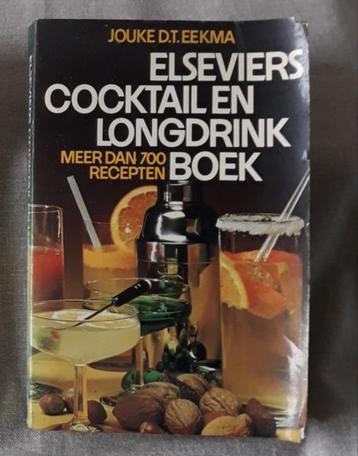 JOUKE D.T. EEKMA
ELSEVIERS
COCKTAIL EN
LONGDRINK
MEER DAN 700
RECEPTEN
BOEK